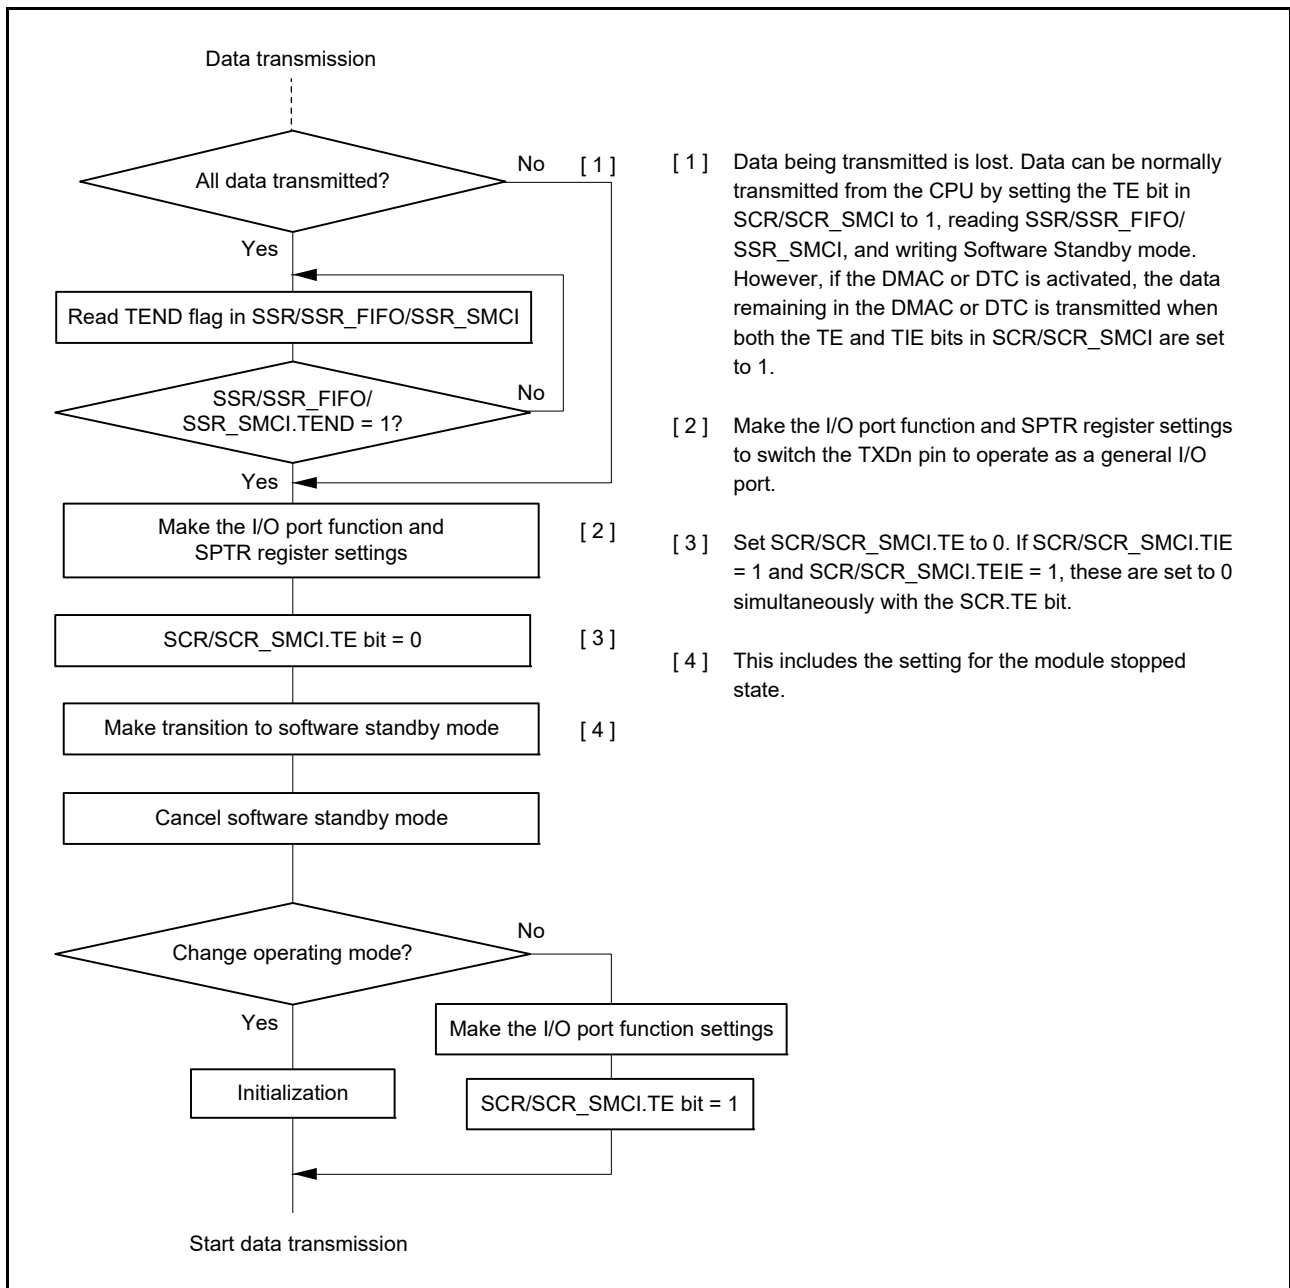 Data transmission
All data transmitted?
No
[ 1 ]
Yes
Read TEND flag in SSR/SSR_FIFO/SSR_SMCI
SSR/SSR_FIFO/
SSR_SMCI.TEND = 1?
No
Yes
Make the I/O port function and
SPTR register settings
[ 2 ]
SCR/SCR_SMCI.TE bit = 0
[ 3 ]
Make transition to software standby mode
[ 4 ]
Cancel software standby mode
Change operating mode?
No
Yes
Make the I/O port function settings
Initialization
SCR/SCR_SMCI.TE bit = 1
Start data transmission
[ 1 ] Data being transmitted is lost. Data can be normally
transmitted from the CPU by setting the TE bit in
SCR/SCR_SMCI to 1, reading SSR/SSR_FIFO/
SSR_SMCI, and writing Software Standby mode.
However, if the DMAC or DTC is activated, the data
remaining in the DMAC or DTC is transmitted when
both the TE and TIE bits in SCR/SCR_SMCI are set
to 1.
[ 2 ] Make the I/O port function and SPTR register settings
to switch the TXDn pin to operate as a general I/O
port.
[ 3 ] Set SCR/SCR_SMCI.TE to 0. If SCR/SCR_SMCI.TIE
= 1 and SCR/SCR_SMCI.TEIE = 1, these are set to 0
simultaneously with the SCR.TE bit.
[ 4 ] This includes the setting for the module stopped
state.